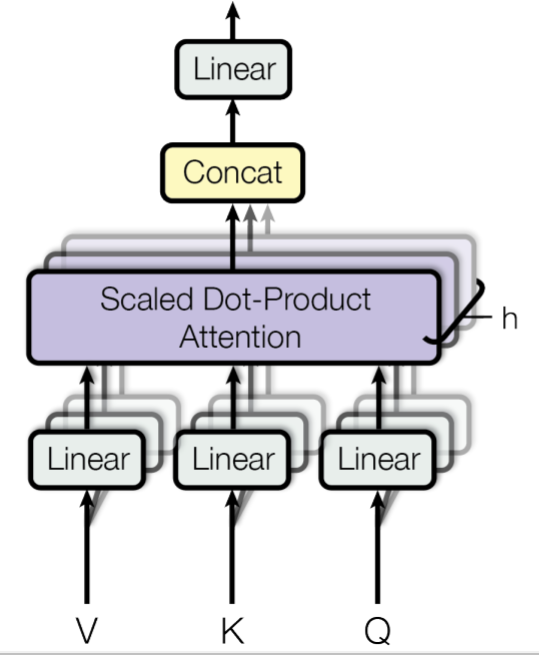 Linear
Concat
Scaled Dot-Product
Attention
h
Linear
Linear
Linear
V
K
Q